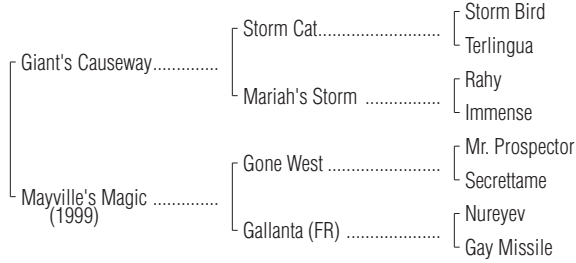 Storm Bird
Storm Cat..............................
Terlingua
Giant's Causeway..............
Rahy
Mariah's Storm ..................
Immense
Mr. Prospector
Gone West ...........................
Secrettame
Mayville's Magic ...............
(1999)
Nureyev
Gallanta (FR) ......................
Gay Missile